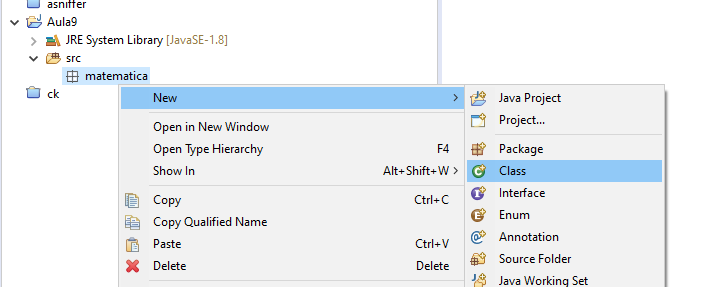 asniffer
Aula9
JRE System Library [JavaSE-1.8]
src
matematica
ck
New
Open in New Window
Open Type Hierarchy F4
Show In Alt+Shift+W
Copy Ctrl+C
Copy Qualified Name
Paste Ctrl+V
Delete Delete
Java Project
Project...
Package
Class
Interface
Enum
Annotation
Source Folder
Java Working Set